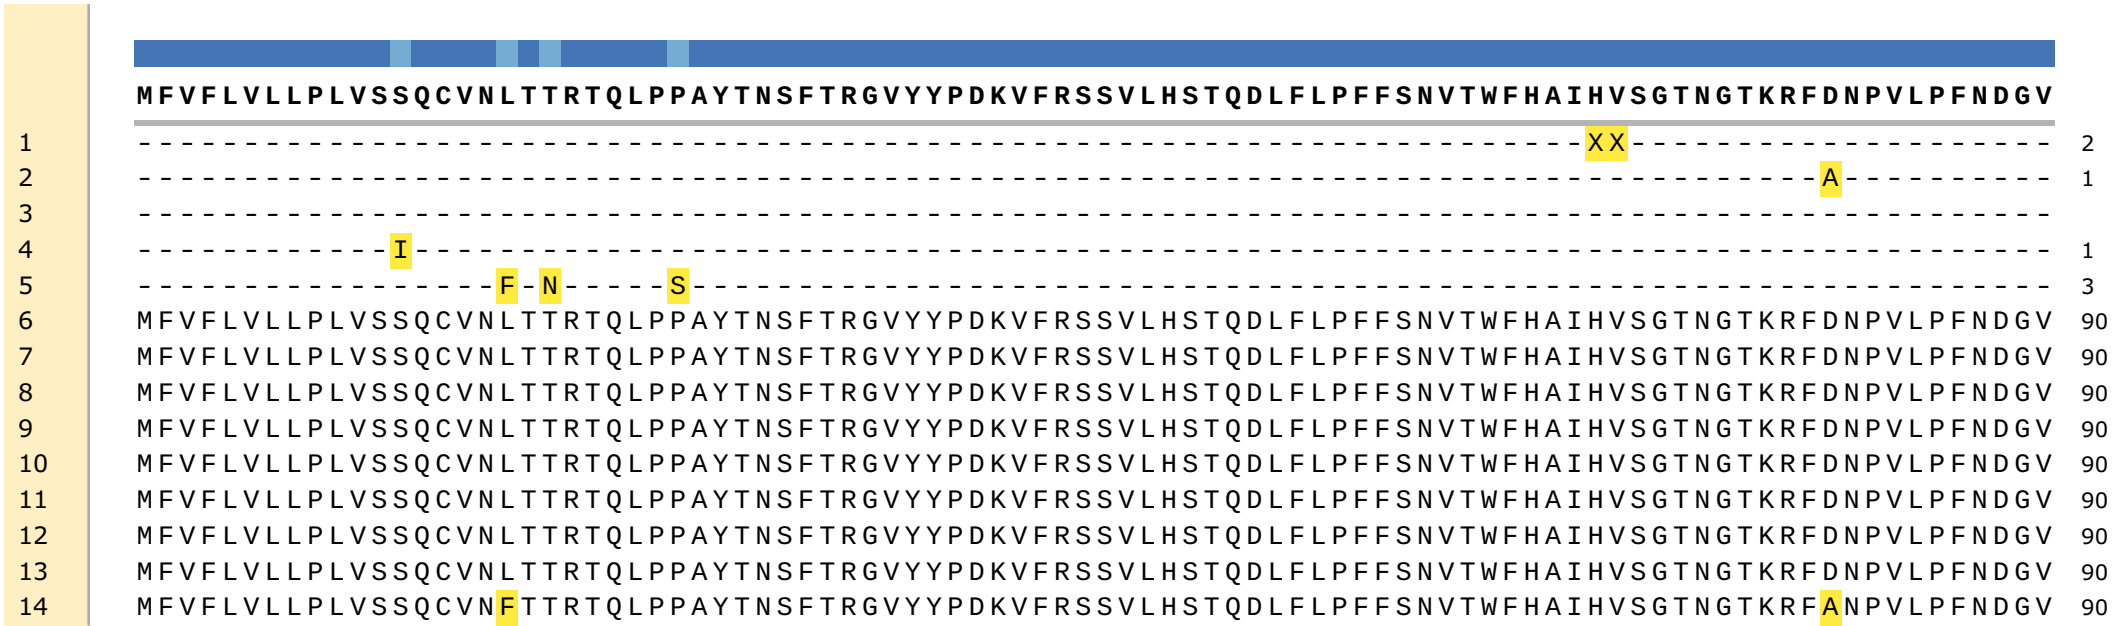 MFVFLVLLPLVSSQCVNLTTRTQLPPAYTNSFTRGVYYPDKVFRSSVLHSTQDLFLPFFSNVTWFHAIHVSGTNGTKRFDNPVLPFNDGV
1 --------------------------------------------------------------------XX-------------------- 2
2 -------------------------------------------------------------------------------A---------- 1
3 ------------------------------------------------------------------------------------------
4 ------------I----------------------------------------------------------------------------- 1
5 -----------------F-N-----S---------------------------------------------------------------- 3
6 MFVFLVLLPLVSSQCVNLTTRTQLPPAYTNSFTRGVYYPDKVFRSSVLHSTQDLFLPFFSNVTWFHAIHVSGTNGTKRFDNPVLPFNDGV 90
7 MFVFLVLLPLVSSQCVNLTTRTQLPPAYTNSFTRGVYYPDKVFRSSVLHSTQDLFLPFFSNVTWFHAIHVSGTNGTKRFDNPVLPFNDGV 90
8 MFVFLVLLPLVSSQCVNLTTRTQLPPAYTNSFTRGVYYPDKVFRSSVLHSTQDLFLPFFSNVTWFHAIHVSGTNGTKRFDNPVLPFNDGV 90
9 MFVFLVLLPLVSSQCVNLTTRTQLPPAYTNSFTRGVYYPDKVFRSSVLHSTQDLFLPFFSNVTWFHAIHVSGTNGTKRFDNPVLPFNDGV 90
10 MFVFLVLLPLVSSQCVNLTTRTQLPPAYTNSFTRGVYYPDKVFRSSVLHSTQDLFLPFFSNVTWFHAIHVSGTNGTKRFDNPVLPFNDGV 90
11 MFVFLVLLPLVSSQCVNLTTRTQLPPAYTNSFTRGVYYPDKVFRSSVLHSTQDLFLPFFSNVTWFHAIHVSGTNGTKRFDNPVLPFNDGV 90
12 MFVFLVLLPLVSSQCVNLTTRTQLPPAYTNSFTRGVYYPDKVFRSSVLHSTQDLFLPFFSNVTWFHAIHVSGTNGTKRFDNPVLPFNDGV 90
13 MFVFLVLLPLVSSQCVNLTTRTQLPPAYTNSFTRGVYYPDKVFRSSVLHSTQDLFLPFFSNVTWFHAIHVSGTNGTKRFDNPVLPFNDGV 90
14 MFVFLVLLPLVSSQCVNFTTRTQLPPAYTNSFTRGVYYPDKVFRSSVLHSTQDLFLPFFSNVTWFHAIHVSGTNGTKRFANPVLPFNDGV 90